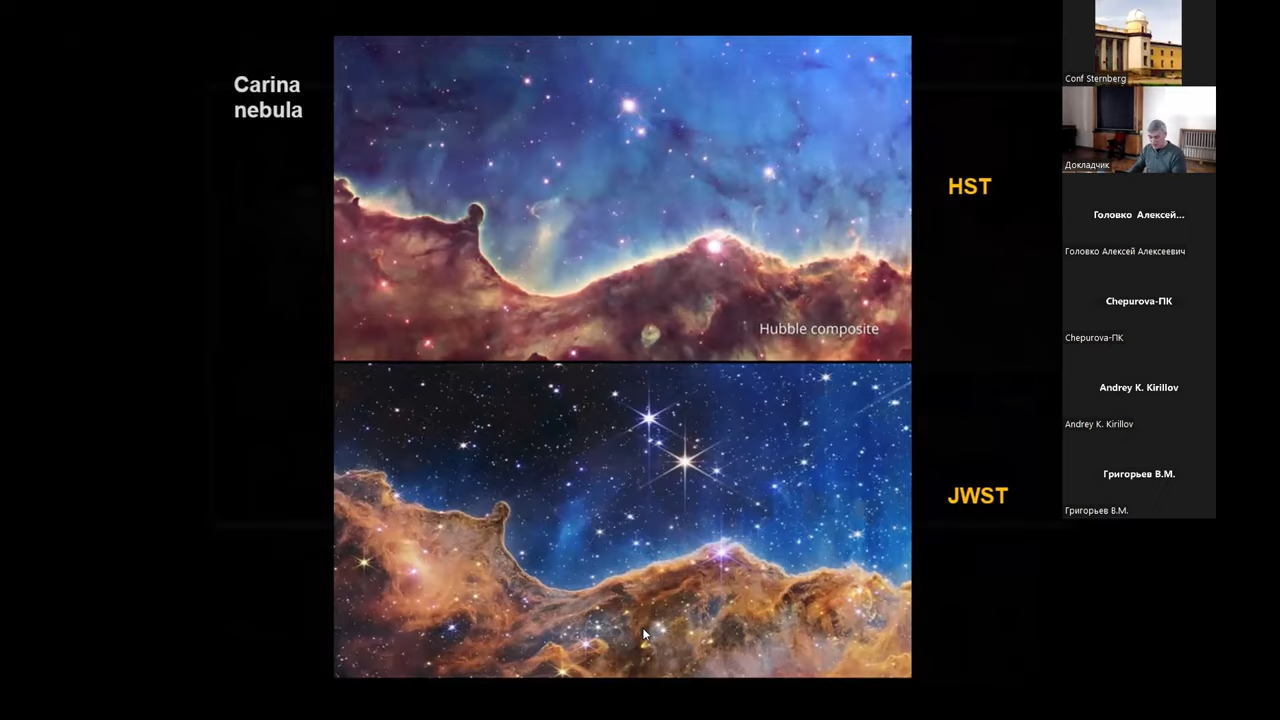 Carina
nebula
Hubble composite
HST
JWST
Conf Sternberg
Докладчик
Головко Алексей...
Головко Алексей Алексеевич
Chepurova-ПК
Chepurova-ПК
Andrey K. Kirillov
Andrey K. Kirillov
Григорьев В.М.
Григорьев В.М.